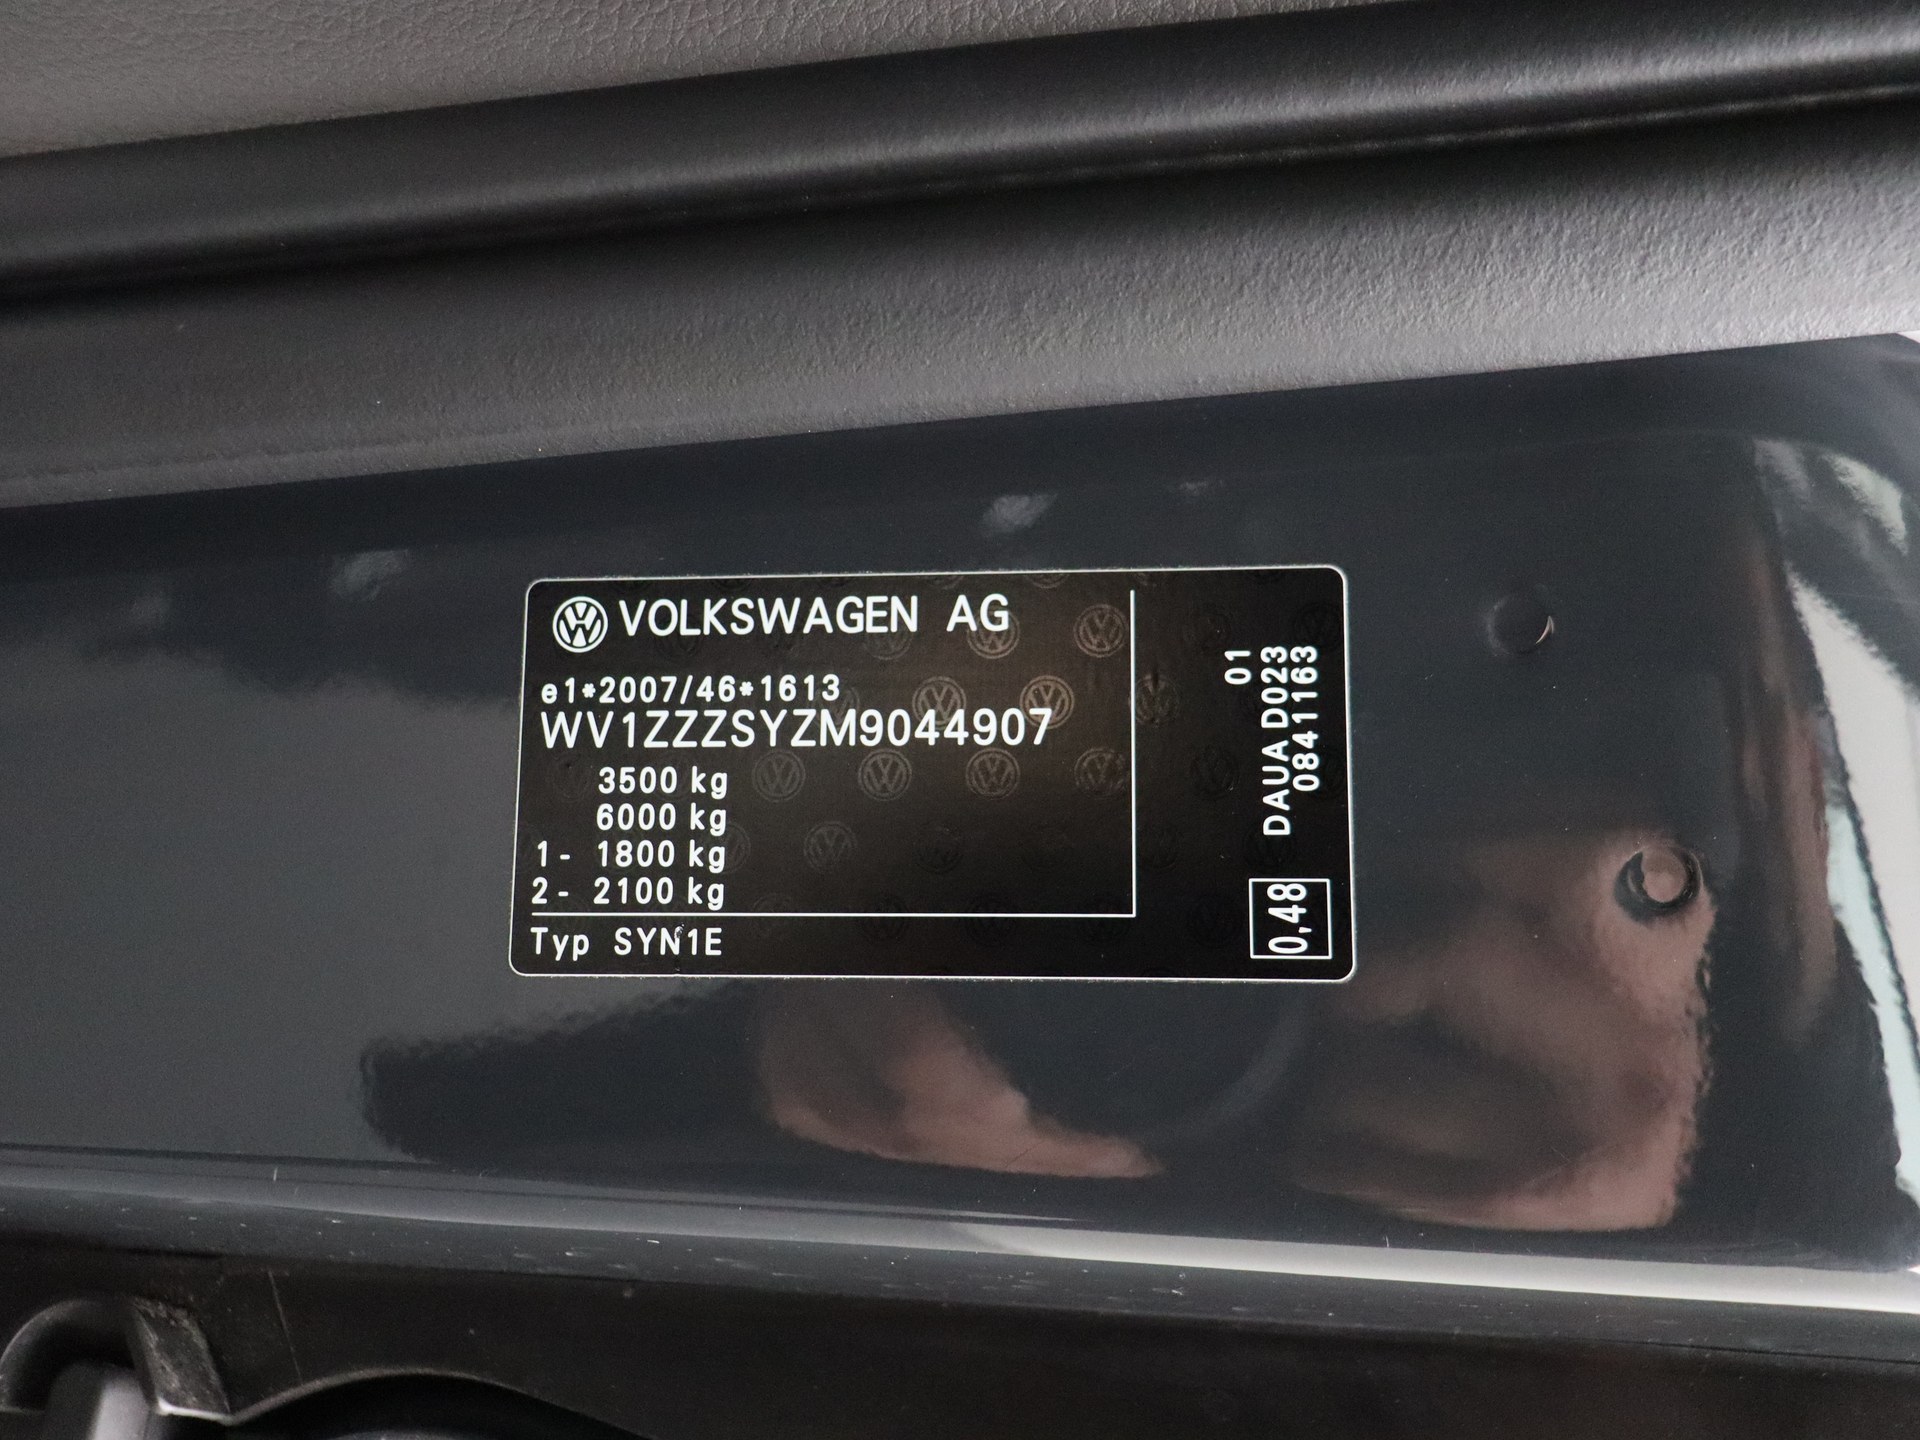 VOLKSWAGEN AG
e1*2007/46*1613
WV1ZZZSYZM9044907
3500 kg
6000 kg
1- 1800 kg
2- 2100 kg
Typ SYN1E
01
DAUA D023
0841163
0,48